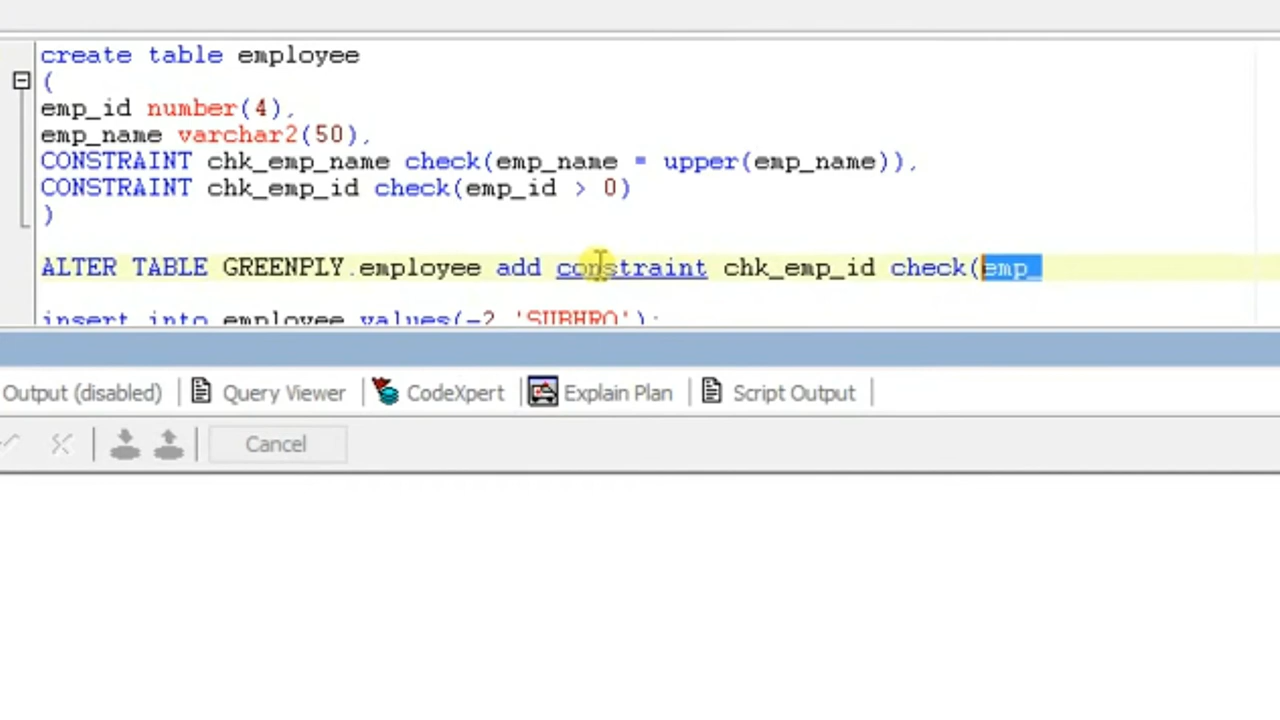 create table employee
(
emp_id number(4),
emp_name varchar2(50),
CONSTRAINT chk_emp_name check(emp_name = upper(emp_name)),
CONSTRAINT chk_emp_id check(emp_id > 0)
)
ALTER TABLE GREENPLY.employee add constraint chk_emp_id check(emp_
insert into employee values(-2,'SUBHRO');
Output (disabled) Query Viewer CodeXpert Explain Plan Script Output
Cancel